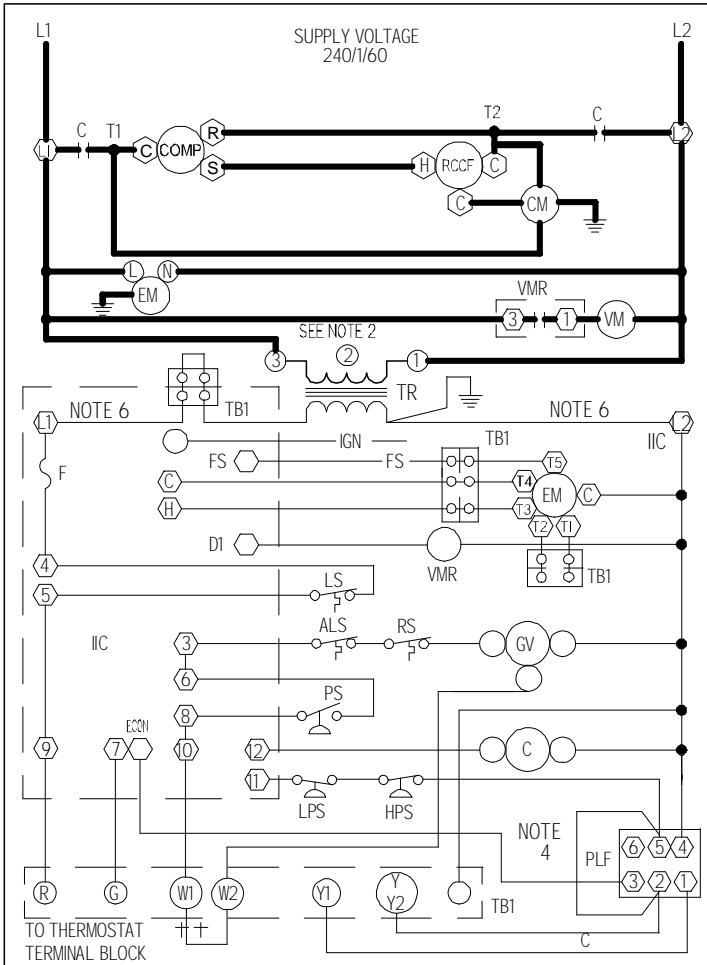 L1 SUPPLY VOLTAGE L2
240/1/60
C T1 T2 C
L1 C COMP R L2
S H RCCF C
C CM
L N
EM
VMR
3 1 VM
SEE NOTE 2
3 2 1
TR
NOTE 6 TB1 NOTE 6
L1 L2
IGN TB1 IIC
F FS FS T5
C T4 EM C
H T3
T2 T1
D1
VMR TB1
4
LS
5
ALS RS
IIC 3 GV
6
PS
8
ECON
9 7 10 12 C
11
LPS HPS
NOTE
4
PLF 6 5 4
3 2 1
R G W1 W2 Y1 Y
Y2 TB1
TO THERMOSTAT
TERMINAL BLOCK
++ C